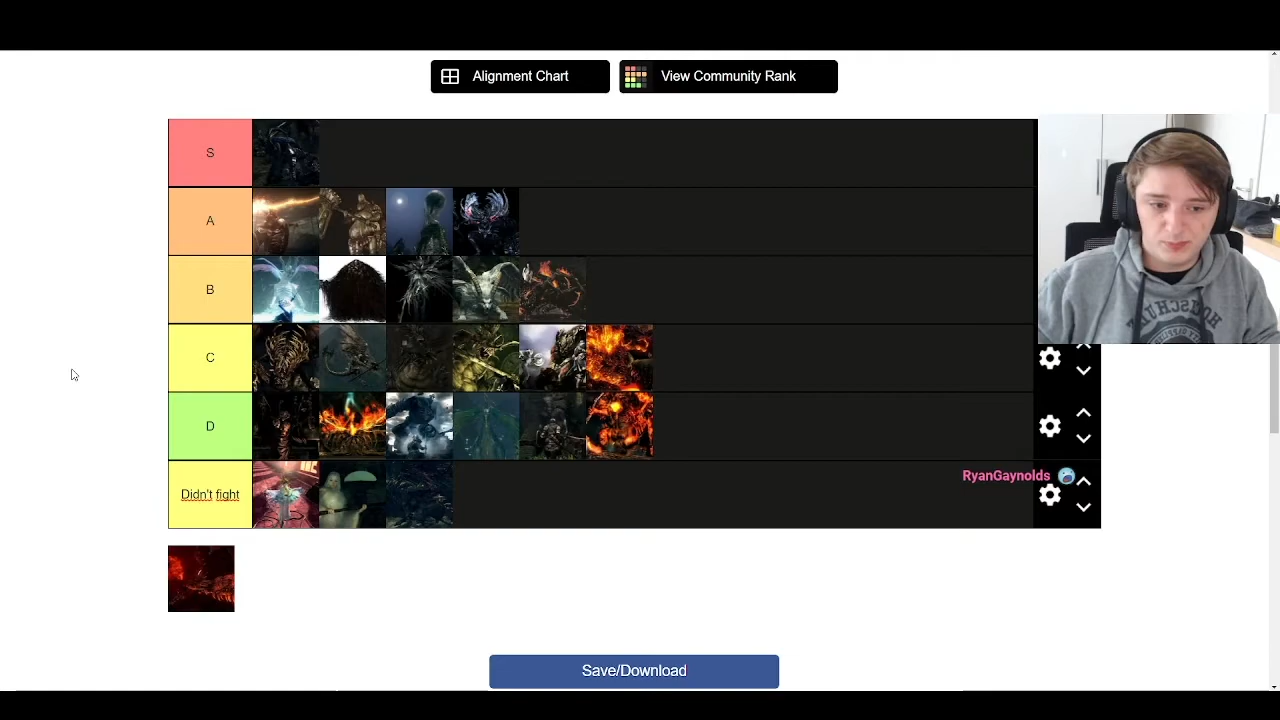 Alignment Chart
View Community Rank
S
A
B
C
D
Didn't fight
RyanGaynolds
Save/Download